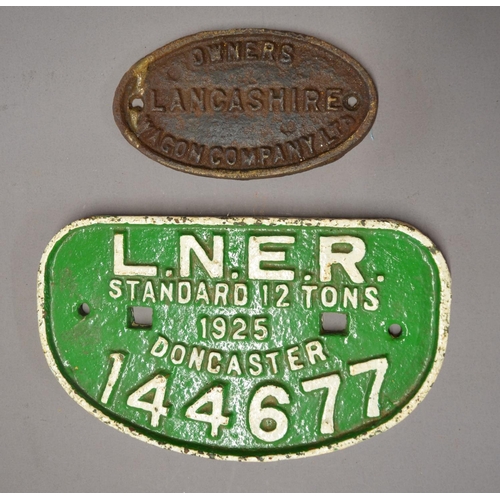 OWNERS
LANCASHIRE
WAGON COMPANY. LTD
L.N.E.R.
STANDARD 12 TONS
1925
DONCASTER
144677